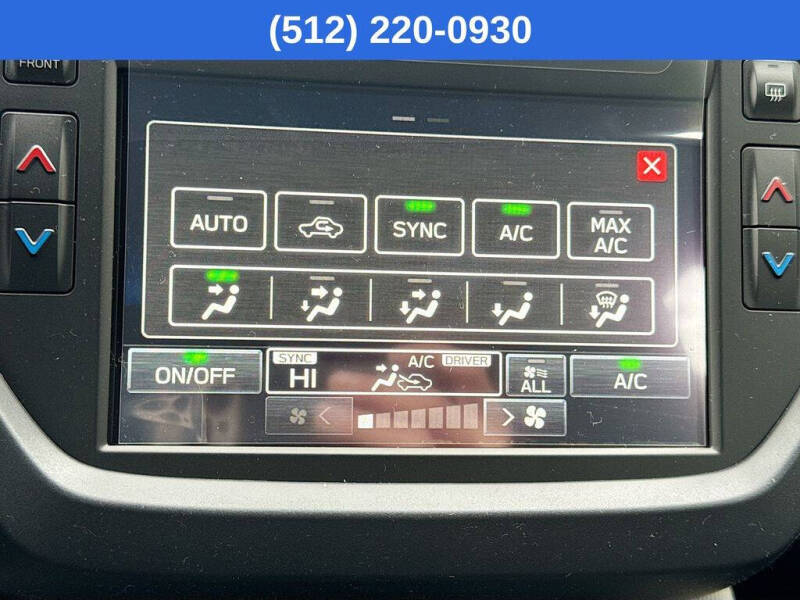 (512) 220-0930
FRONT
AUTO
SYNC
A/C
MAX
A/C
ON/OFF
SYNC
HI
A/C
DRIVER
ALL
A/C